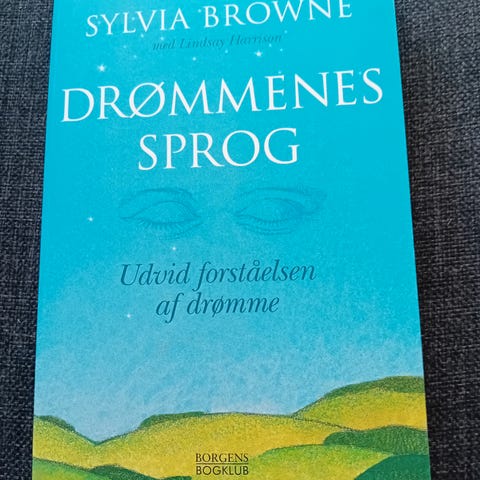 SYLVIA BROWNE
med Lindsay Harrison
DRØMMENES
SPROG
Udvid forståelsen
af drømme
BORGENS
BOGKLUB